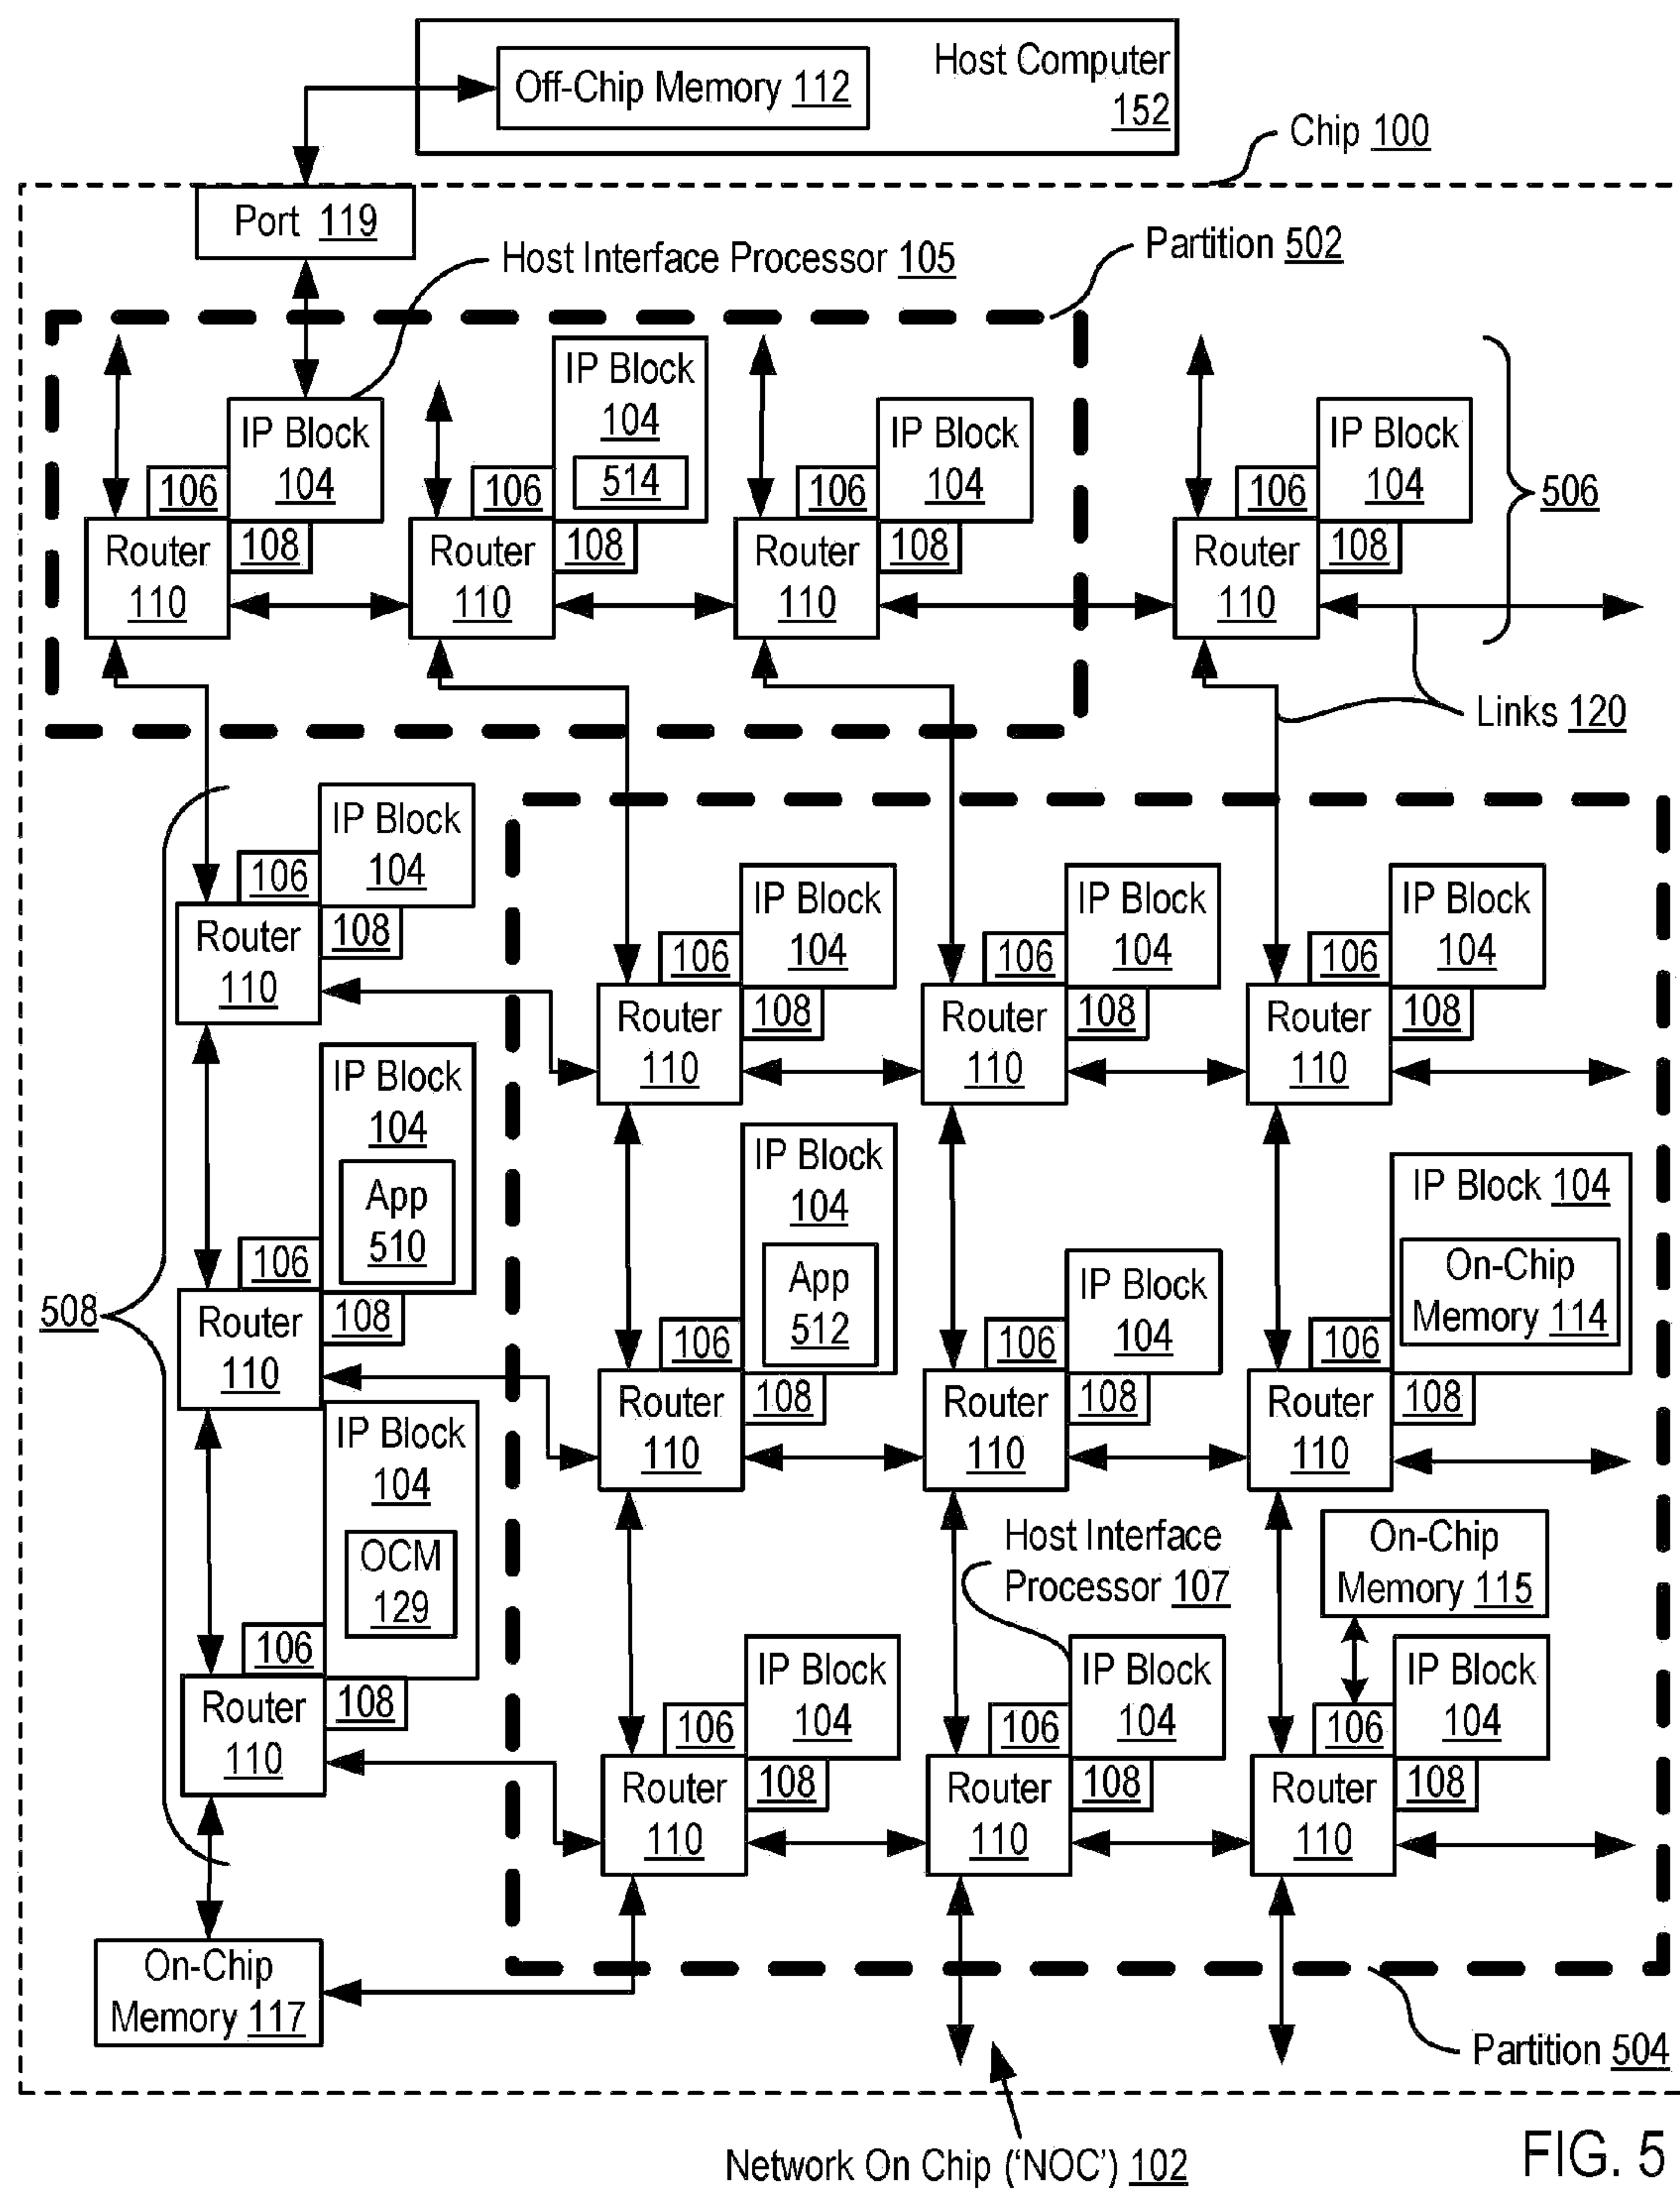 Host Computer
152
Off-Chip Memory 112
Chip 100
Port 119
Host Interface Processor 105
Partition 502
IP Block
104
106
108
Router
110
IP Block
104
514
106
108
Router
110
IP Block
104
106
108
Router
110
IP Block
104
106
108
Router
110
506
Links 120
IP Block
104
106
108
Router
110
IP Block
104
106
108
Router
110
IP Block
104
106
108
Router
110
IP Block
104
106
108
Router
110
508
IP Block
104
App
510
106
108
Router
110
IP Block
104
App
512
106
108
Router
110
IP Block
104
106
108
Router
110
IP Block 104
On-Chip
Memory 114
106
108
Router
110
IP Block
104
OCM
129
106
108
Router
110
IP Block
104
106
108
Router
110
Host Interface
Processor 107
IP Block
104
106
108
Router
110
On-Chip
Memory 115
IP Block
104
106
108
Router
110
On-Chip
Memory 117
Partition 504
Network On Chip (‘NOC’) 102
FIG. 5